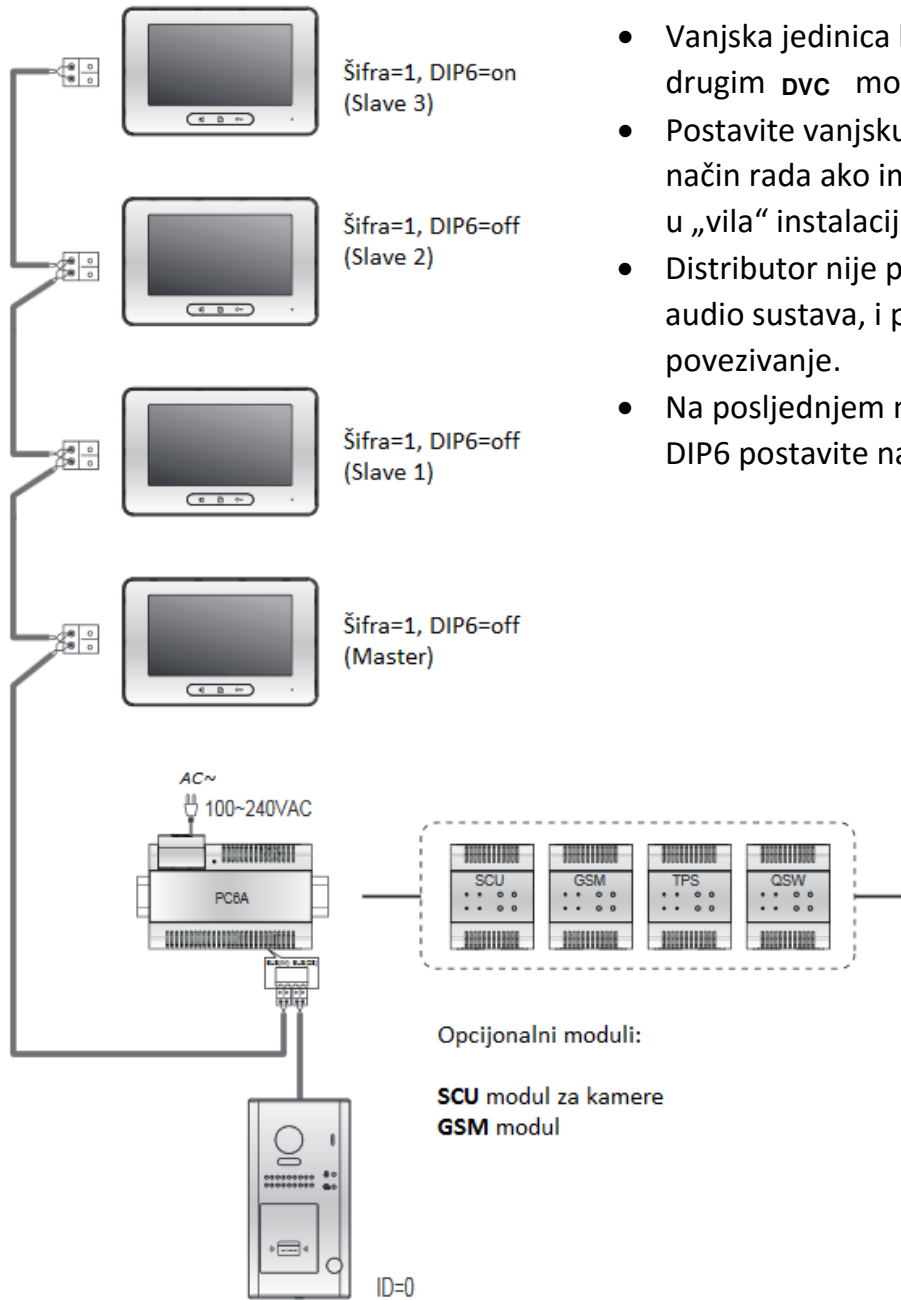 Šifra=1, DIP6=on
(Slave 3)
Šifra=1, DIP6=off
(Slave 2)
Šifra=1, DIP6=off
(Slave 1)
Šifra=1, DIP6=off
(Master)
• Vanjska jedinica
drugim DVC mo
• Postavite vanjsku
način rada ako im
u „vila“ instalacij
• Distributor nije p
audio sustava, i p
povezivanje.
• Na posljednjem
DIP6 postavite na
AC~
100~240VAC
PC6A
SCU GSM TPS QSW
Opcijonalni moduli:
SCU modul za kamere
GSM modul
ID=0